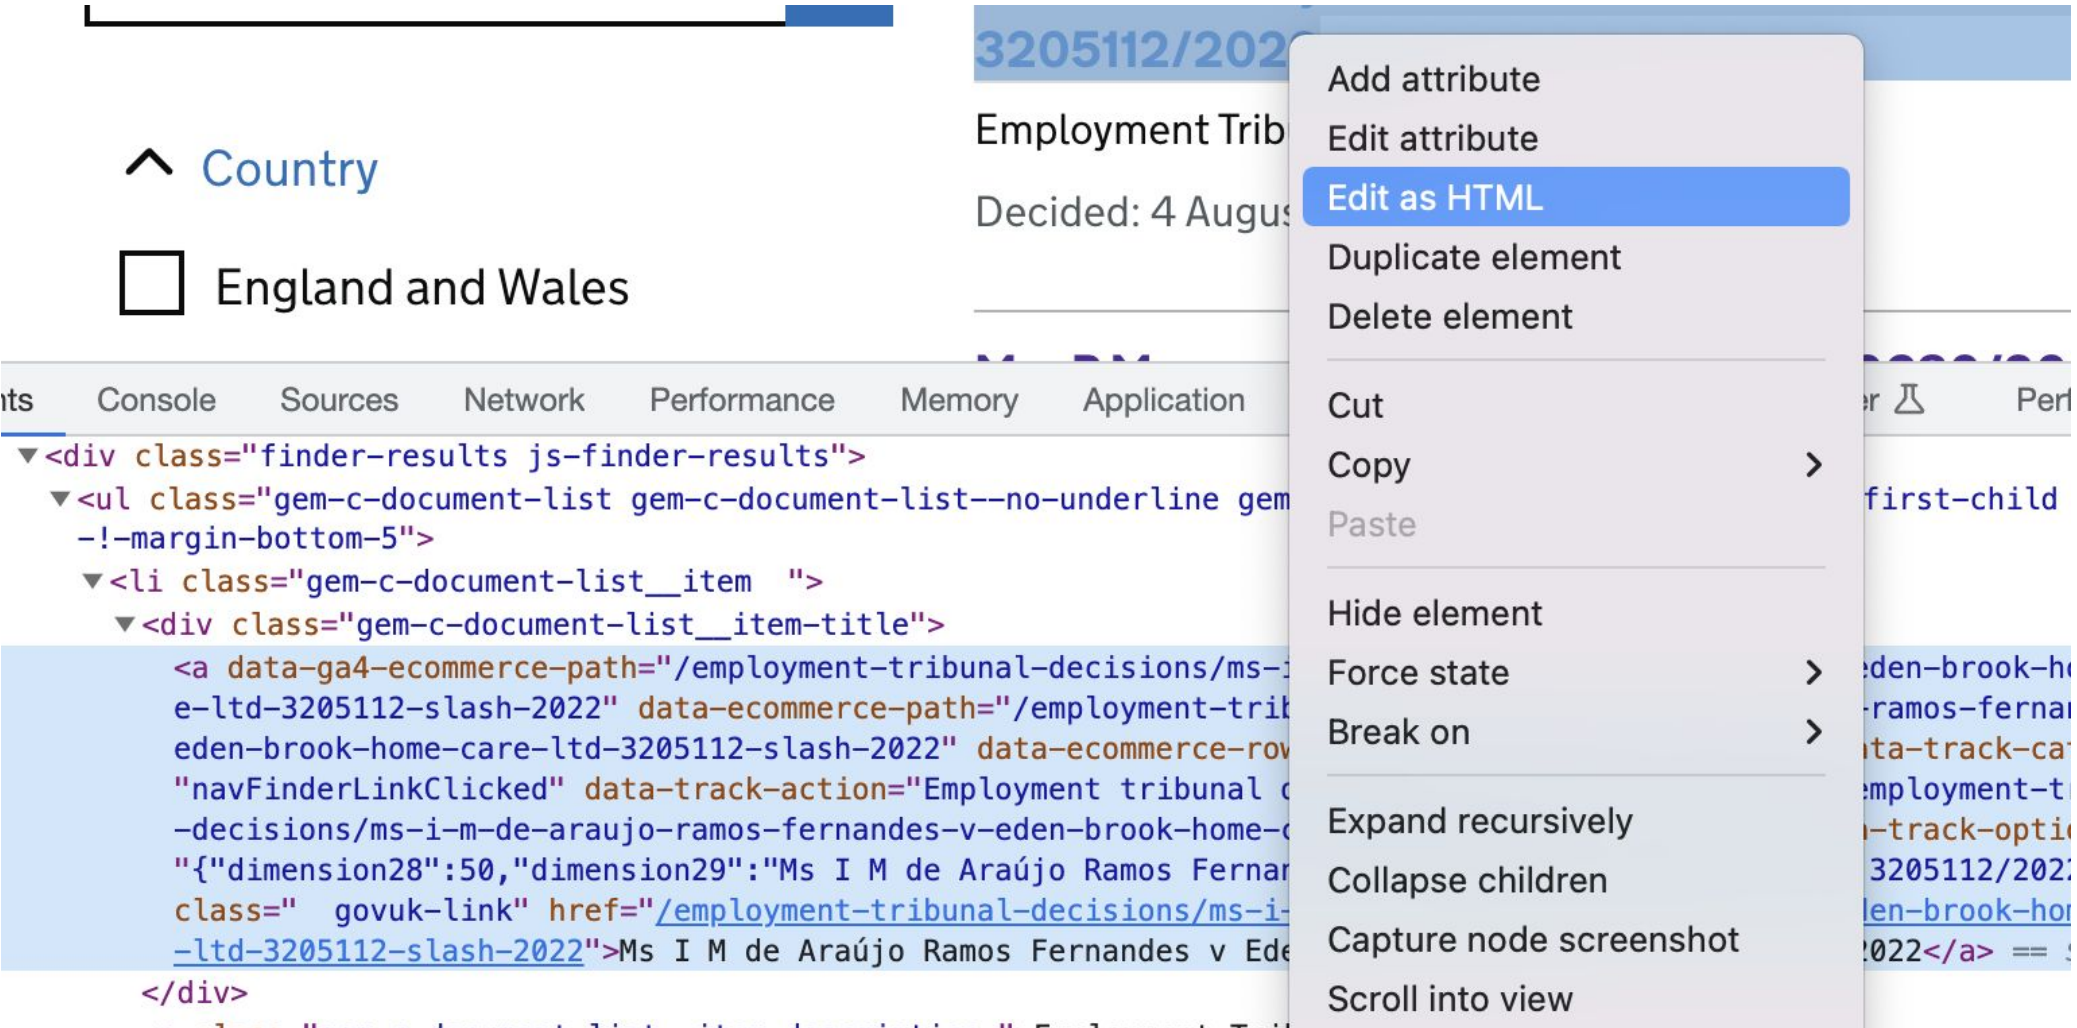 3205112/202
Employment Trib
Decided: 4 Augus
Country
England and Wales
Add attribute
Edit attribute
Edit as HTML
Duplicate element
Delete element
Cut
Copy
Paste
Hide element
Force state
Break on
Expand recursively
Collapse children
Capture node screenshot
Scroll into view
nts Console Sources Network Performance Memory Application er Perf
<div class="finder-results js-finder-results">
<ul class="gem-c-document-list gem-c-document-list--no-underline gem first-child
-!-margin-bottom-5">
<li class="gem-c-document-list__item  ">
<div class="gem-c-document-list__item-title">
<a data-ga4-ecommerce-path="/employment-tribunal-decisions/ms-i eden-brook-h
e-ltd-3205112-slash-2022" data-ecommerce-path="/employment-trib -ramos-fernan
eden-brook-home-care-ltd-3205112-slash-2022" data-ecommerce-row ta-track-ca
"navFinderLinkClicked" data-track-action="Employment tribunal employment-t
-decisions/ms-i-m-de-araujo-ramos-fernandes-v-eden-brook-home- -track-optio
"{"dimension28":50,"dimension29":"Ms I M de Araújo Ramos Fernan 3205112/2022
class="  govuk-link" href="/employment-tribunal-decisions/ms-i- den-brook-hom
-ltd-3205112-slash-2022">Ms I M de Araújo Ramos Fernandes v Ede 2022</a> ==
</div>